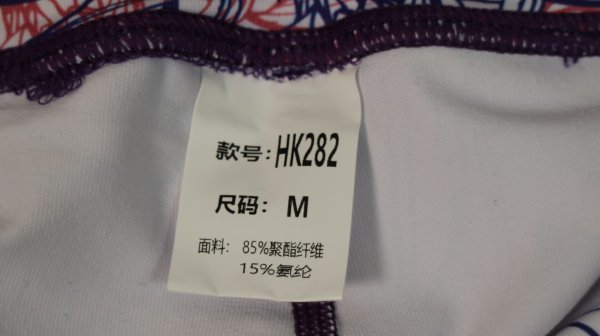 款号:HK282
尺码：M
面料： 85%聚酯纤维
15%氨纶